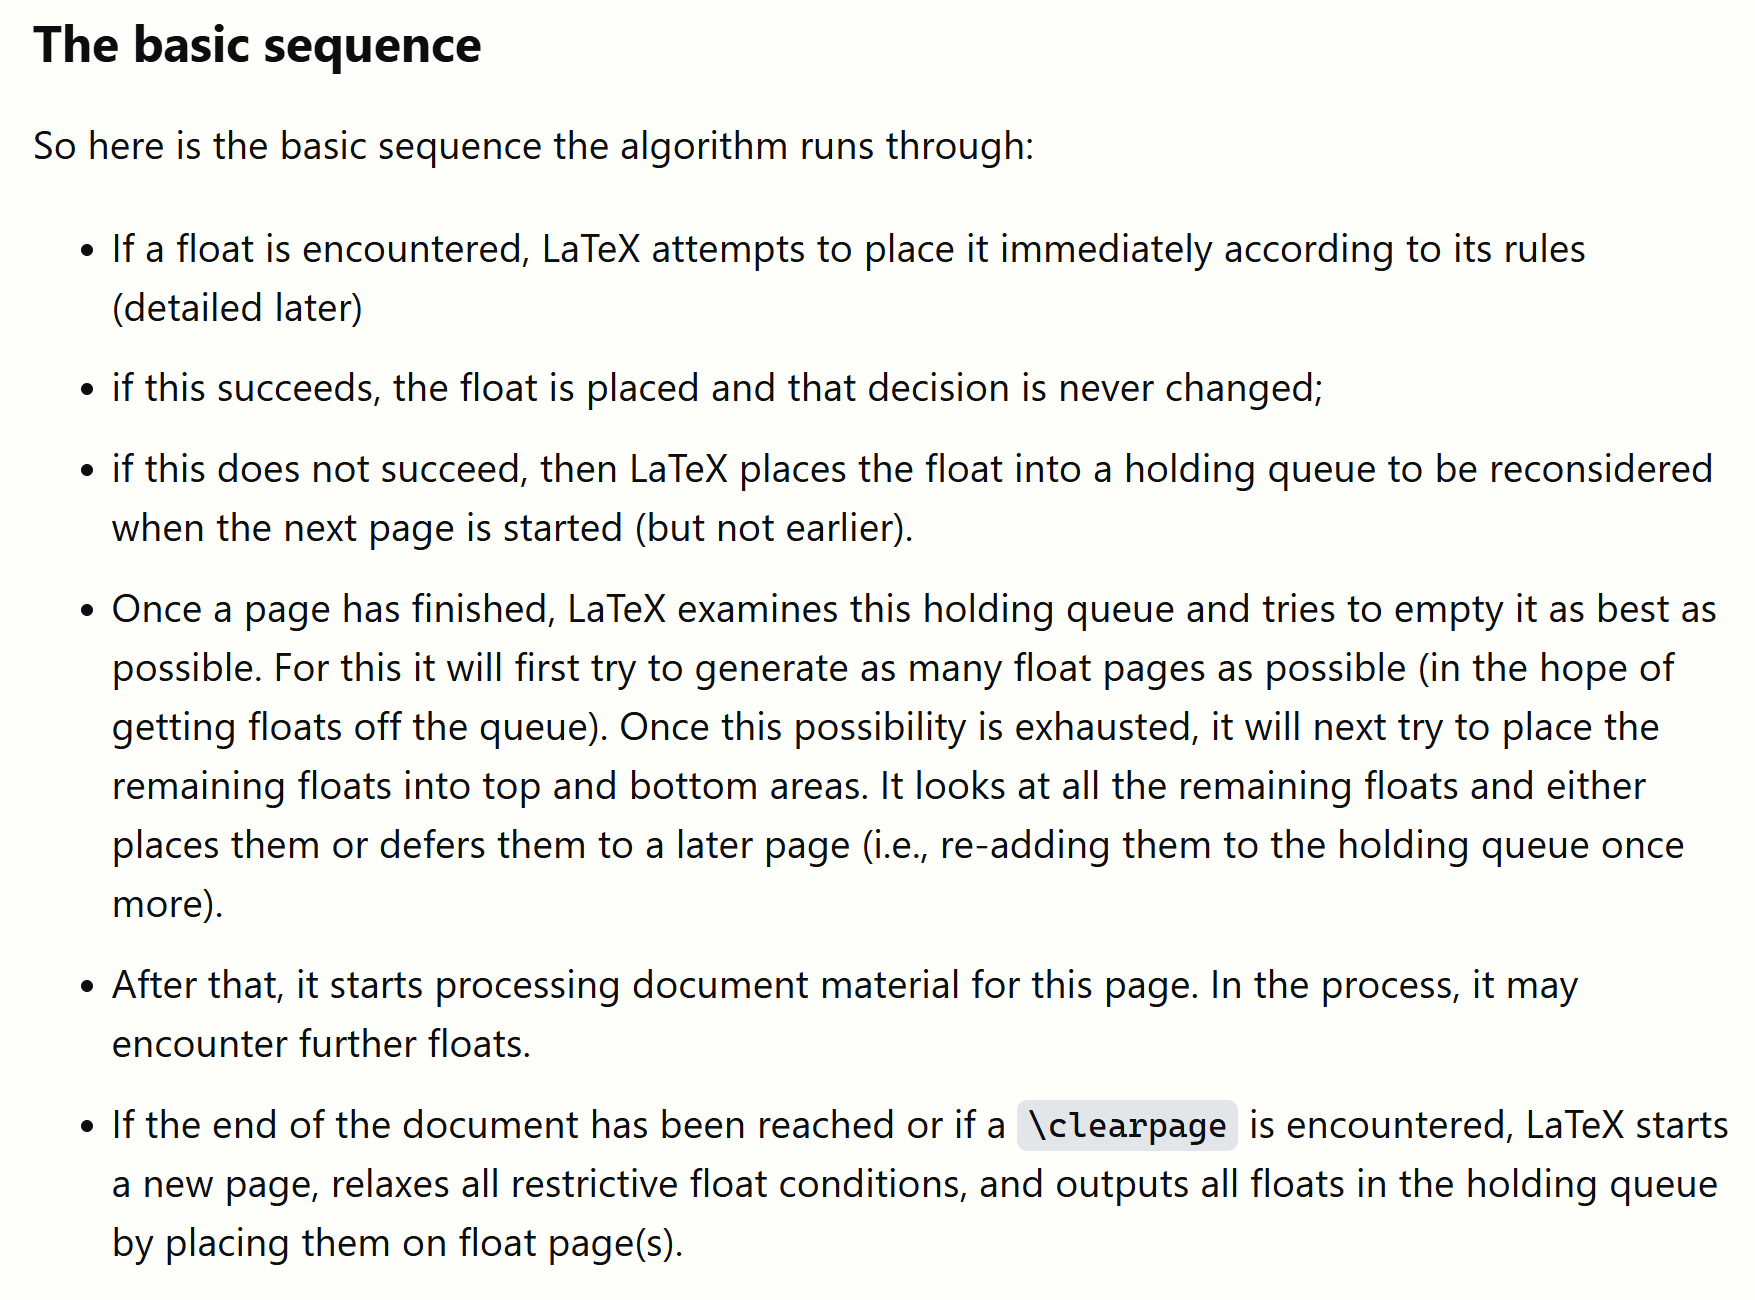 The basic sequence
So here is the basic sequence the algorithm runs through:
• If a float is encountered, LaTeX attempts to place it immediately according to its rules
(detailed later)
• if this succeeds, the float is placed and that decision is never changed;
• if this does not succeed, then LaTeX places the float into a holding queue to be reconsidered
when the next page is started (but not earlier).
• Once a page has finished, LaTeX examines this holding queue and tries to empty it as best as
possible. For this it will first try to generate as many float pages as possible (in the hope of
getting floats off the queue). Once this possibility is exhausted, it will next try to place the
remaining floats into top and bottom areas. It looks at all the remaining floats and either
places them or defers them to a later page (i.e., re-adding them to the holding queue once
more).
• After that, it starts processing document material for this page. In the process, it may
encounter further floats.
• If the end of the document has been reached or if a \clearpage is encountered, LaTeX starts
a new page, relaxes all restrictive float conditions, and outputs all floats in the holding queue
by placing them on float page(s).